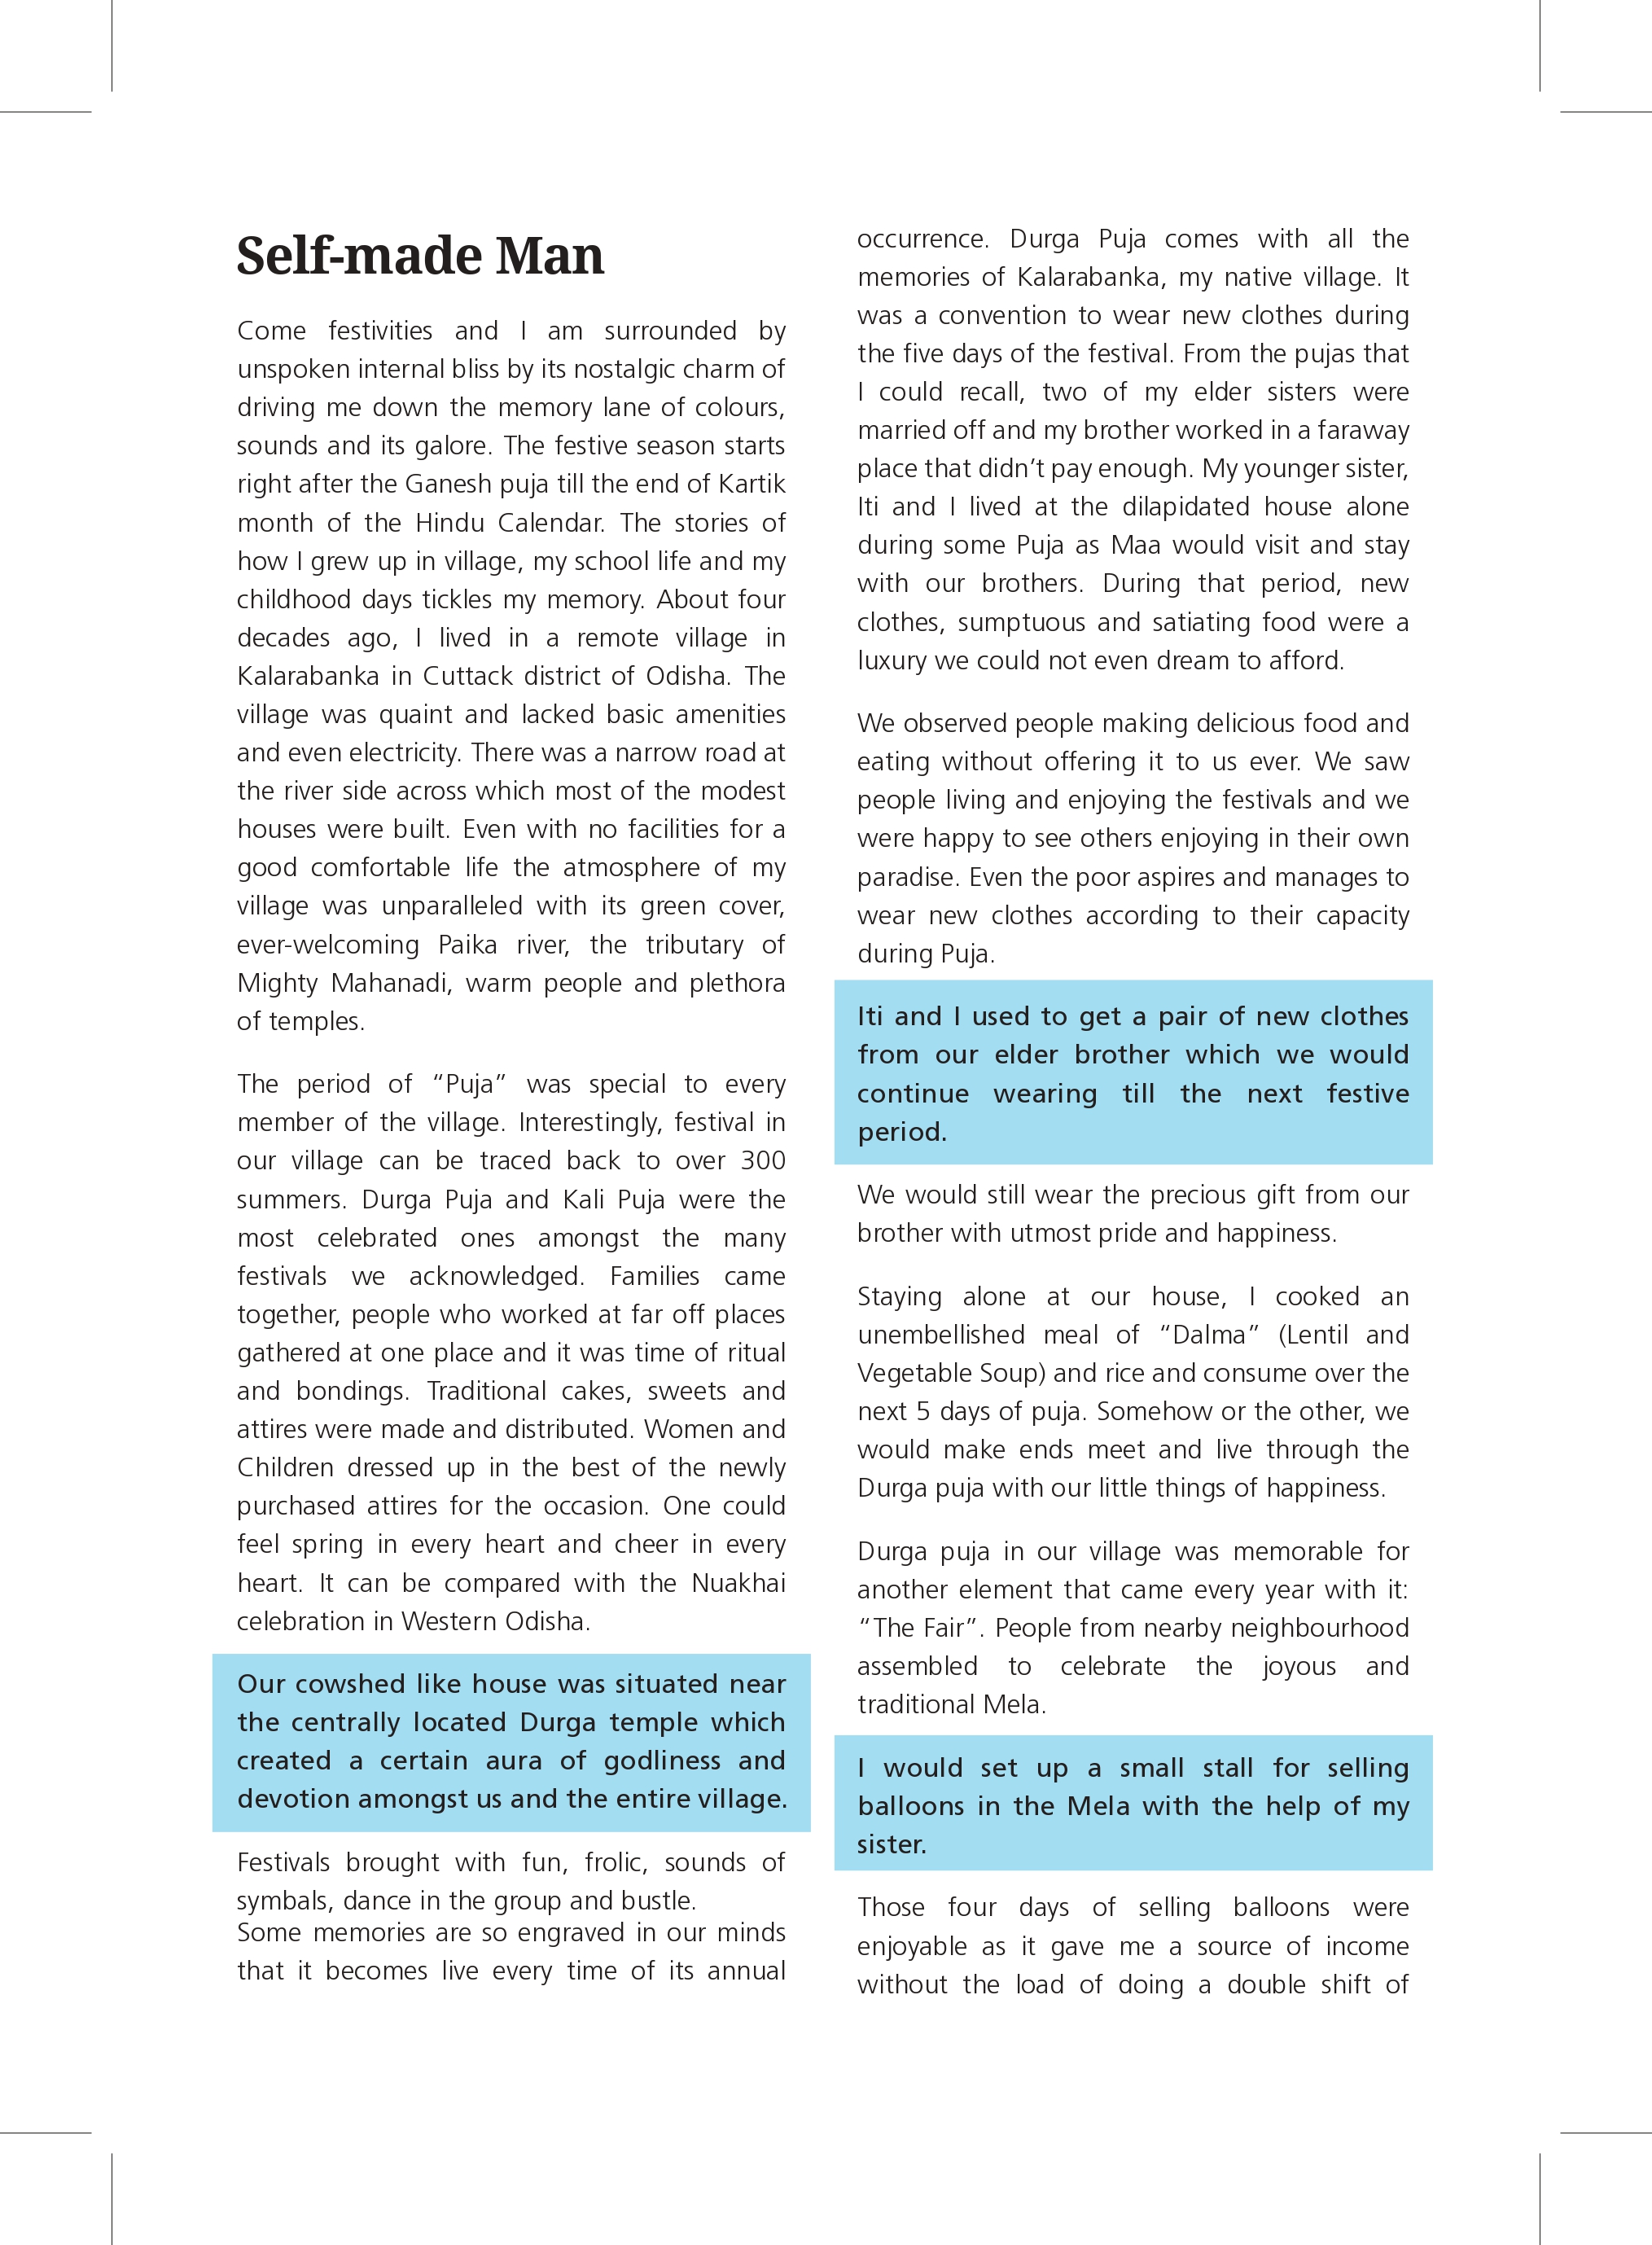 Self-made Man
Come festivities and I am surrounded by
unspoken internal bliss by its nostalgic charm of
driving me down the memory lane of colours,
sounds and its galore. The festive season starts
right after the Ganesh puja till the end of Kartik
month of the Hindu Calendar. The stories of
how I grew up in village, my school life and my
childhood days tickles my memory. About four
decades ago, I lived in a remote village in
Kalarabanka in Cuttack district of Odisha. The
village was quaint and lacked basic amenities
and even electricity. There was a narrow road at
the river side across which most of the modest
houses were built. Even with no facilities for a
good comfortable life the atmosphere of my
village was unparalleled with its green cover,
ever-welcoming Paika river, the tributary of
Mighty Mahanadi, warm people and plethora
of temples.
The period of “Puja” was special to every
member of the village. Interestingly, festival in
our village can be traced back to over 300
summers. Durga Puja and Kali Puja were the
most celebrated ones amongst the many
festivals we acknowledged. Families came
together, people who worked at far off places
gathered at one place and it was time of ritual
and bondings. Traditional cakes, sweets and
attires were made and distributed. Women and
Children dressed up in the best of the newly
purchased attires for the occasion. One could
feel spring in every heart and cheer in every
heart. It can be compared with the Nuakhai
celebration in Western Odisha.
Our cowshed like house was situated near
the centrally located Durga temple which
created a certain aura of godliness and
devotion amongst us and the entire village.
Festivals brought with fun, frolic, sounds of
symbals, dance in the group and bustle.
Some memories are so engraved in our minds
that it becomes live every time of its annual
occurrence. Durga Puja comes with all the
memories of Kalarabanka, my native village. It
was a convention to wear new clothes during
the five days of the festival. From the pujas that
I could recall, two of my elder sisters were
married off and my brother worked in a faraway
place that didn’t pay enough. My younger sister,
Iti and I lived at the dilapidated house alone
during some Puja as Maa would visit and stay
with our brothers. During that period, new
clothes, sumptuous and satiating food were a
luxury we could not even dream to afford.
We observed people making delicious food and
eating without offering it to us ever. We saw
people living and enjoying the festivals and we
were happy to see others enjoying in their own
paradise. Even the poor aspires and manages to
wear new clothes according to their capacity
during Puja.
Iti and I used to get a pair of new clothes
from our elder brother which we would
continue wearing till the next festive
period.
We would still wear the precious gift from our
brother with utmost pride and happiness.
Staying alone at our house, I cooked an
unembellished meal of “Dalma” (Lentil and
Vegetable Soup) and rice and consume over the
next 5 days of puja. Somehow or the other, we
would make ends meet and live through the
Durga puja with our little things of happiness.
Durga puja in our village was memorable for
another element that came every year with it:
“The Fair”. People from nearby neighbourhood
assembled to celebrate the joyous and
traditional Mela.
I would set up a small stall for selling
balloons in the Mela with the help of my
sister.
Those four days of selling balloons were
enjoyable as it gave me a source of income
without the load of doing a double shift of